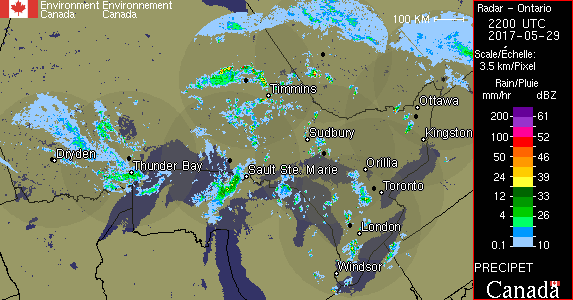 Environment Environnement
Canada Canada
100 KM
Timmins
Ottawa
Sudbury
Kingston
Dryden
Thunder Bay
Sault Ste. Marie
Orillia
Toronto
London
Windsor
Radar - Ontario
2200 UTC
2017-05-29
Scale/Échelle:
3.5 km/Pixel
Rain/Pluie
mm/hr dBZ
200 61
100 52
50 46
24 39
12 33
4 26
0.1 10
PRECIPET
Canada